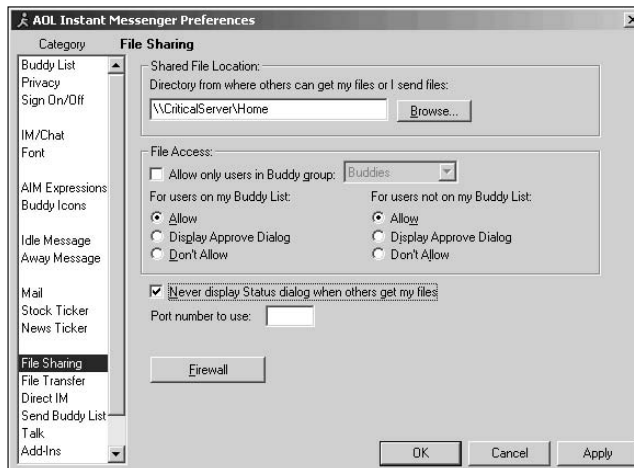 AOL Instant Messenger Preferences
Category
File Sharing
Buddy List
Privacy
Sign On/Off
IM/Chat
Font
AIM Expressions
Buddy Icons
Idle Message
Away Message
Mail
Stock Ticker
News Ticker
File Sharing
File Transfer
Direct IM
Send Buddy List
Talk
Add-Ins
Shared File Location:
Directory from where others can get my files or I send files:
\\CriticalServer\Home
Browse...
File Access:
Allow only users in Buddy group:
Buddies
For users on my Buddy List:
For users not on my Buddy List:
Allow
Allow
Display Approve Dialog
Display Approve Dialog
Don't Allow
Don't Allow
Never display Status dialog when others get my files
Port number to use:
Firewall
OK
Cancel
Apply